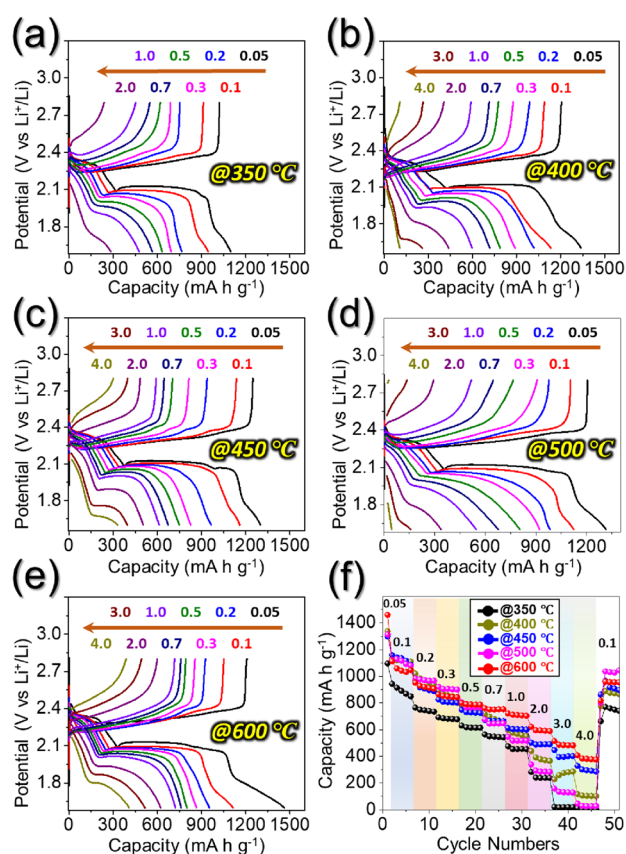 (a)
1.0 0.5 0.2 0.05
2.0 0.7 0.3 0.1
@350 °C
Potential (V vs Li+/Li)
3.0
2.7
2.4
2.1
1.8
0 300 600 900 1200 1500
Capacity (mA h g-1)
(b)
3.0 1.0 0.5 0.2 0.05
4.0 2.0 0.7 0.3 0.1
@400 °C
Potential (V vs Li+/Li)
3.0
2.7
2.4
2.1
1.8
0 300 600 900 1200 1500
Capacity (mA h g-1)
(c)
3.0 1.0 0.5 0.2 0.05
4.0 2.0 0.7 0.3 0.1
@450 °C
Potential (V vs Li+/Li)
3.0
2.7
2.4
2.1
1.8
0 300 600 900 1200 1500
Capacity (mA h g-1)
(d)
3.0 1.0 0.5 0.2 0.05
4.0 2.0 0.7 0.3 0.1
@500 °C
Potential (V vs Li+/Li)
3.0
2.7
2.4
2.1
1.8
0 300 600 900 1200 1500
Capacity (mA h g-1)
(e)
3.0 1.0 0.5 0.2 0.05
4.0 2.0 0.7 0.3 0.1
@600 °C
Potential (V vs Li+/Li)
3.0
2.7
2.4
2.1
1.8
0 300 600 900 1200 1500
Capacity (mA h g-1)
(f)
@350 °C
@400 °C
@450 °C
@500 °C
@600 °C
0.05
0.1
0.2
0.3
0.5
0.7
1.0
2.0
3.0
4.0
0.1
Capacity (mA h g-1)
1400
1200
1000
800
600
400
200
0
0 10 20 30 40 50
Cycle Numbers